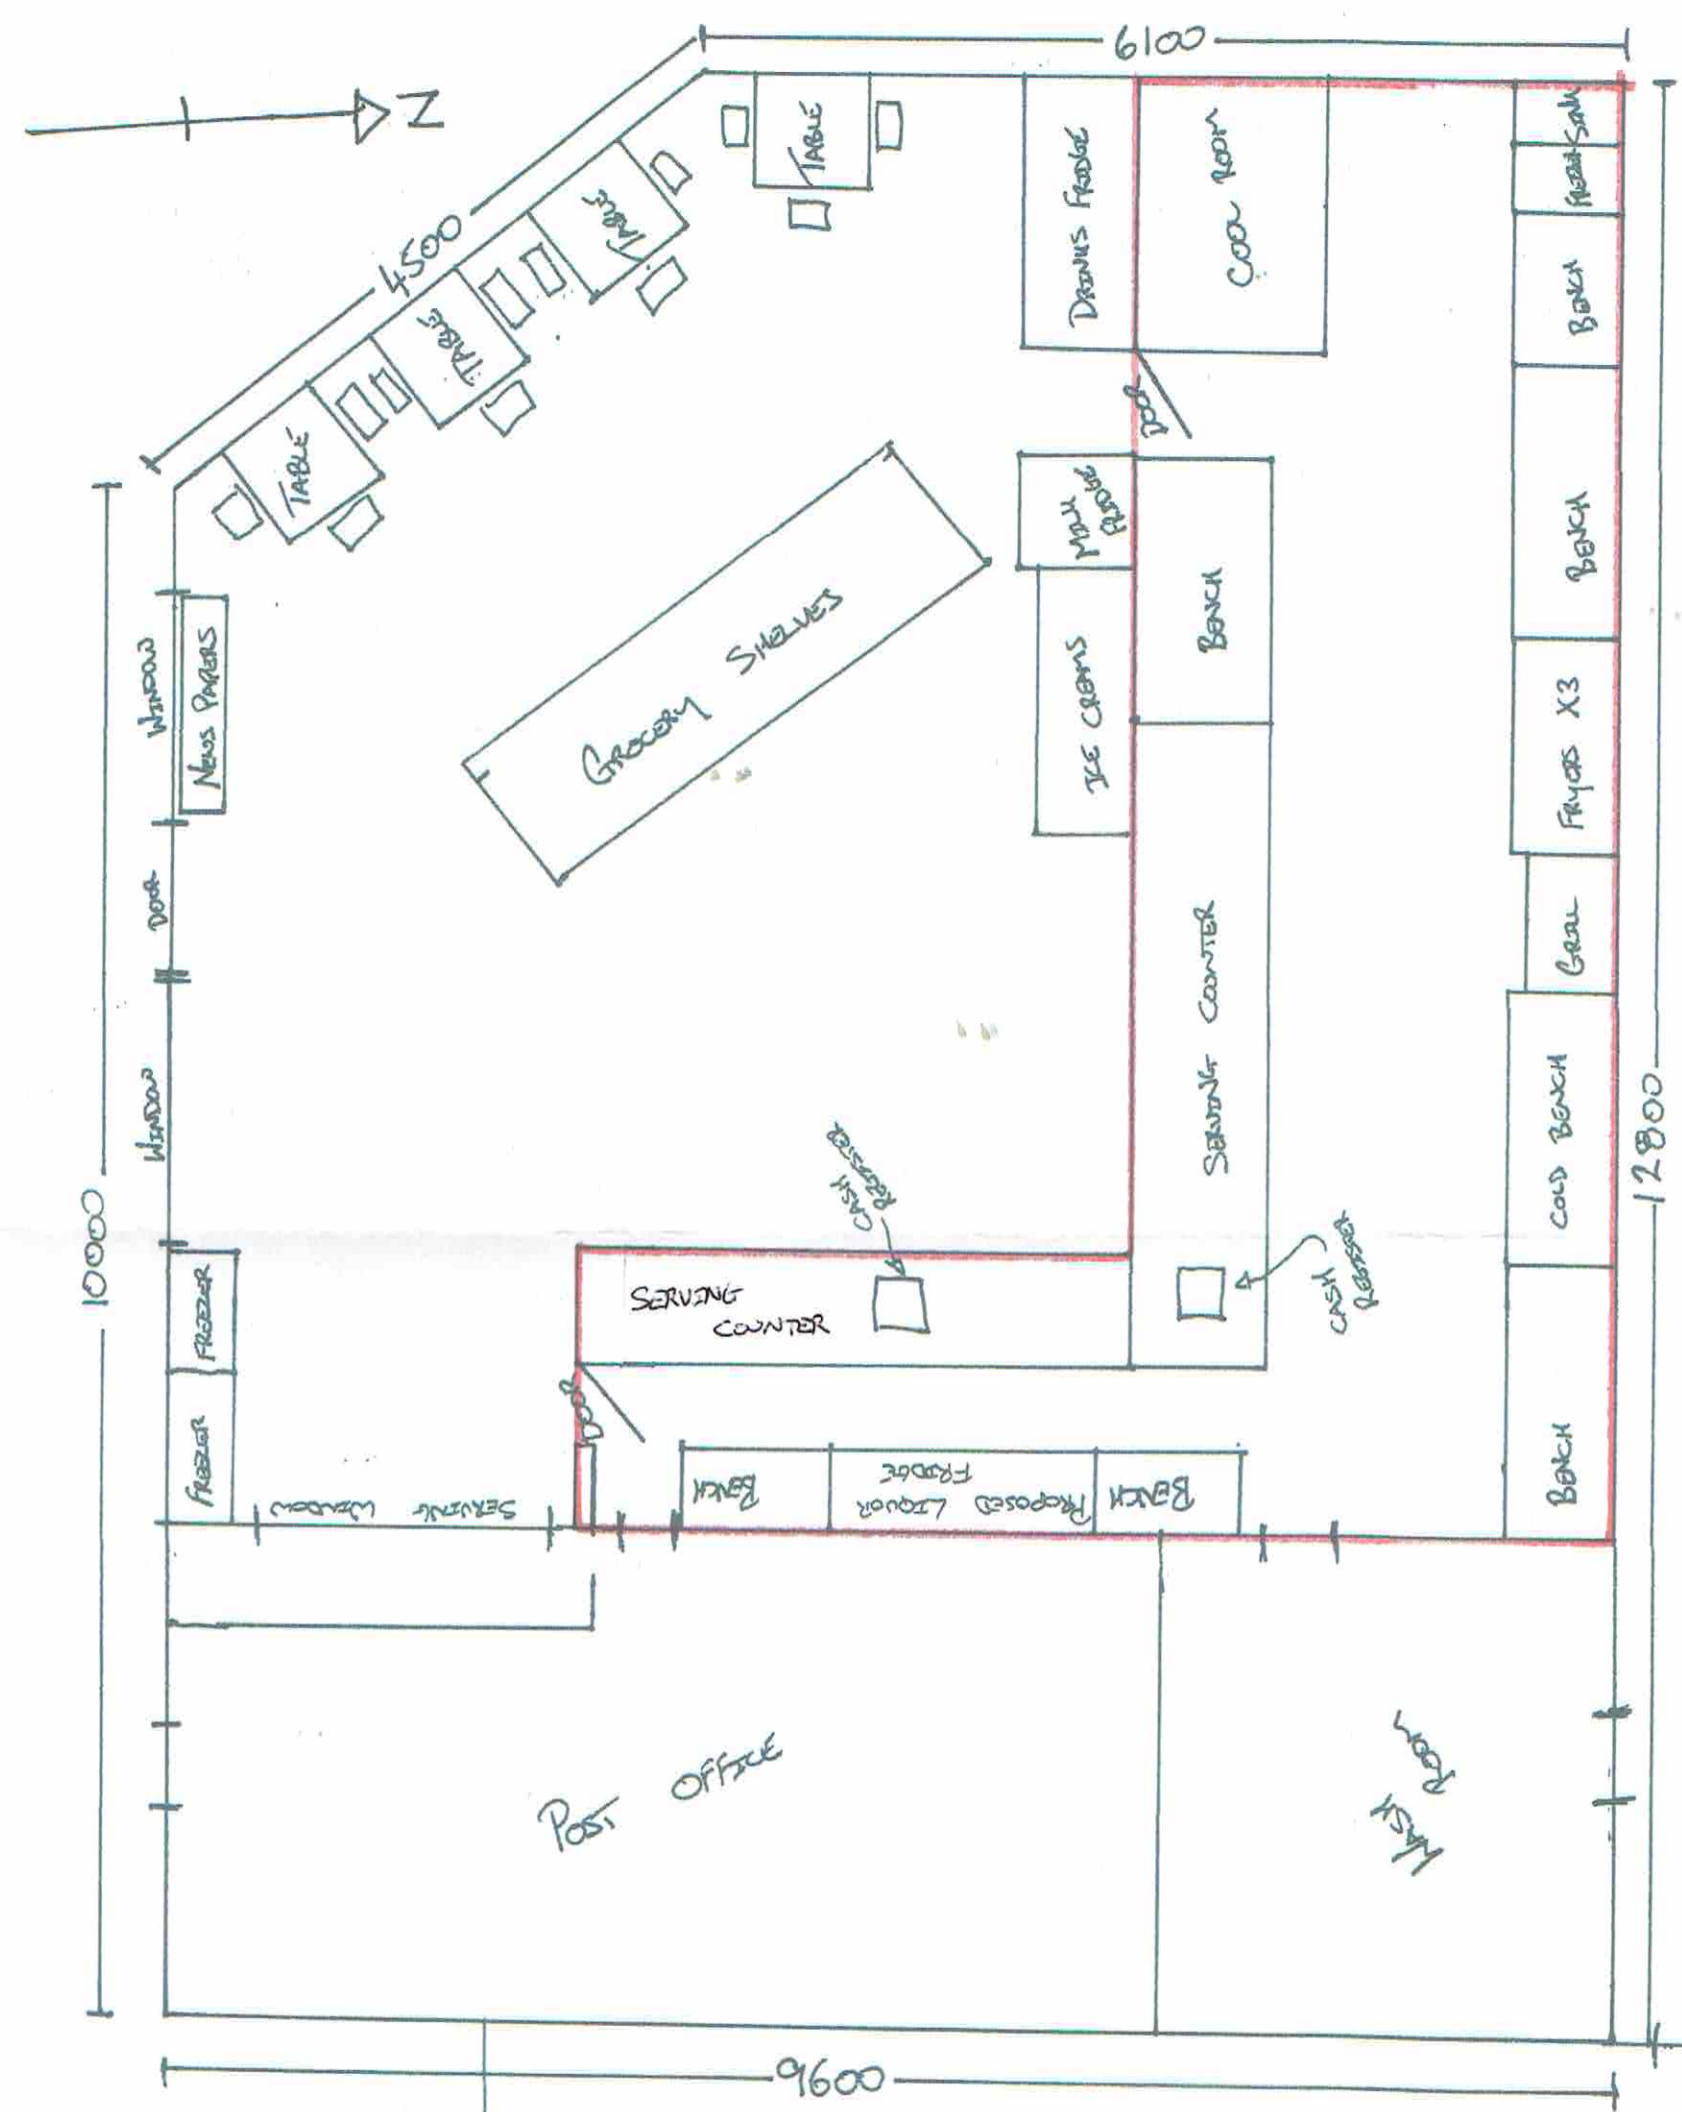 6100
N
4500
TABLE
TABLE
TABLE
TABLE
DRINKS FRIDGE
COOL ROOM
SINK
BENCH
DOOR
MILK
FRIDGE
BENCH
BENCH
WINDOW
NEWS PAPERS
GROCERY SHELVES
ICE CREAMS
FRYERS X3
DOOR
GRILL
SERVING COUNTER
WINDOW
COLD BENCH
12800
10000
CASH
REGISTER
SERVING
COUNTER
CASH
REGISTER
FREEZER
FREEZER
DOOR
SERVING WINDOW
BENCH
PROPOSED LIQUOR
FRIDGE
BENCH
BENCH
POST OFFICE
WASH
ROOM
9600